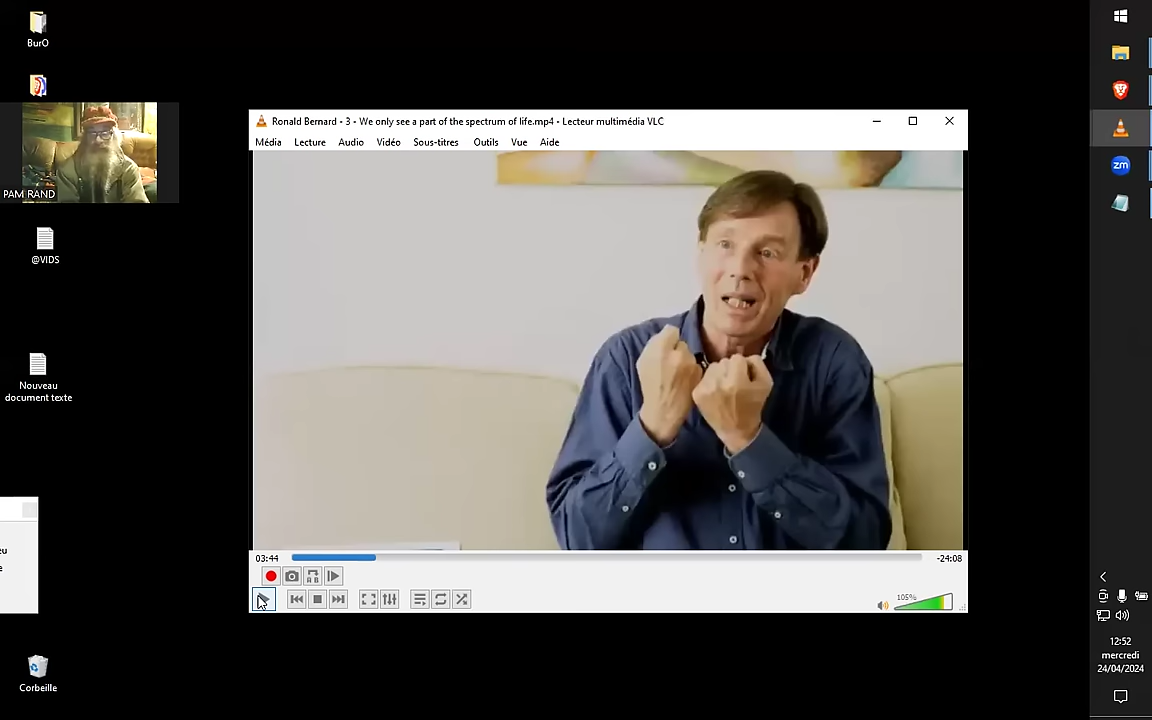 BurO
PAM RAND
@VIDS
Nouveau
document texte
eu
e
Corbeille
Ronald Bernard - 3 - We only see a part of the spectrum of life.mp4 - Lecteur multimédia VLC
Média Lecture Audio Vidéo Sous-titres Outils Vue Aide
03:44
-24:08
A B
105%
zm
12:52
mercredi
24/04/2024